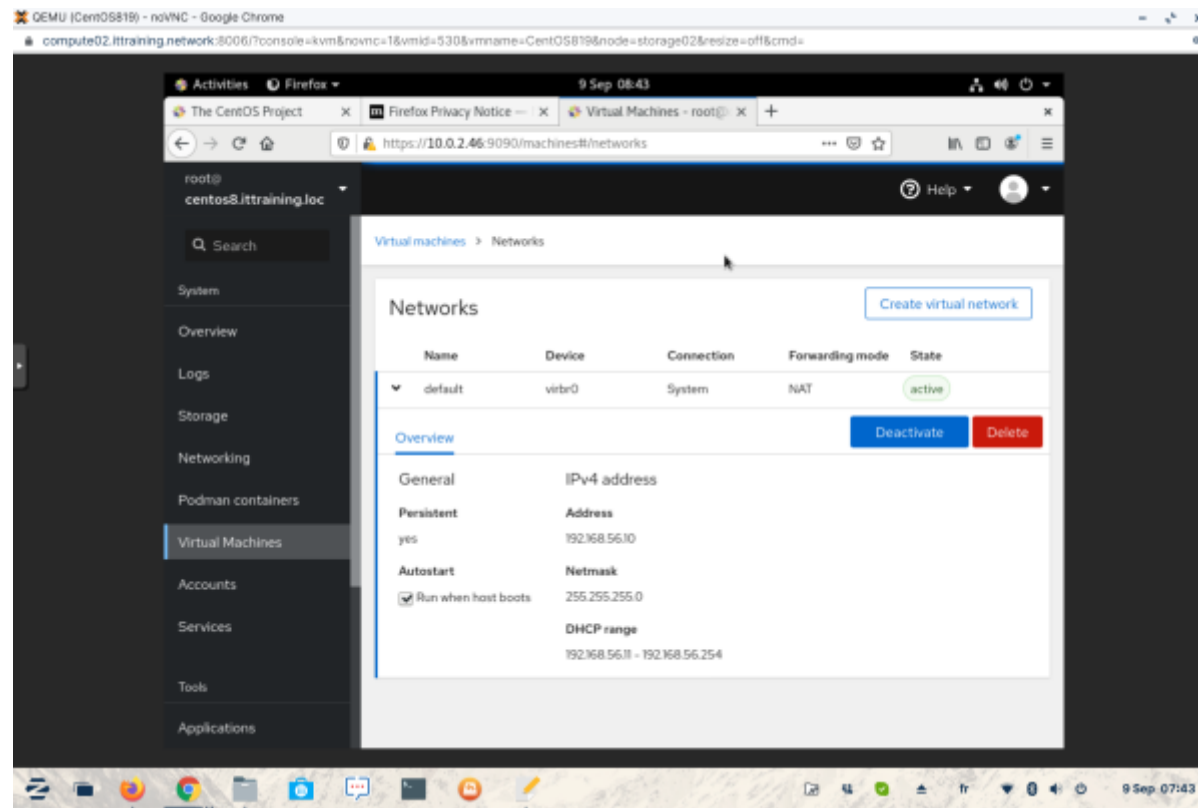 QEMU (CentOS819) - noVNC - Google Chrome
compute02.ittraining.network:8006/?console=kvm&novnc=1&vmid=530&vmname=CentOS819&node=storage02&resize=off&cmd=
Activities Firefox 9 Sep 08:43
The CentOS Project Firefox Privacy Notice — Virtual Machines - root@
https://10.0.2.46:9090/machines#/networks
root@
centos8.ittraining.loc
Help
Search
Virtual machines > Networks
System
Networks
Create virtual network
Overview
Name Device Connection Forwarding mode State
Logs
default virbr0 System NAT active
Storage
Overview
Deactivate Delete
Networking
General IPv4 address
Podman containers
Persistent Address
Virtual Machines
yes 192.168.56.10
Autostart Netmask
Accounts
Run when host boots 255.255.255.0
Services
DHCP range
192.168.56.11 - 192.168.56.254
Tools
Applications
fr 9 Sep 07:43